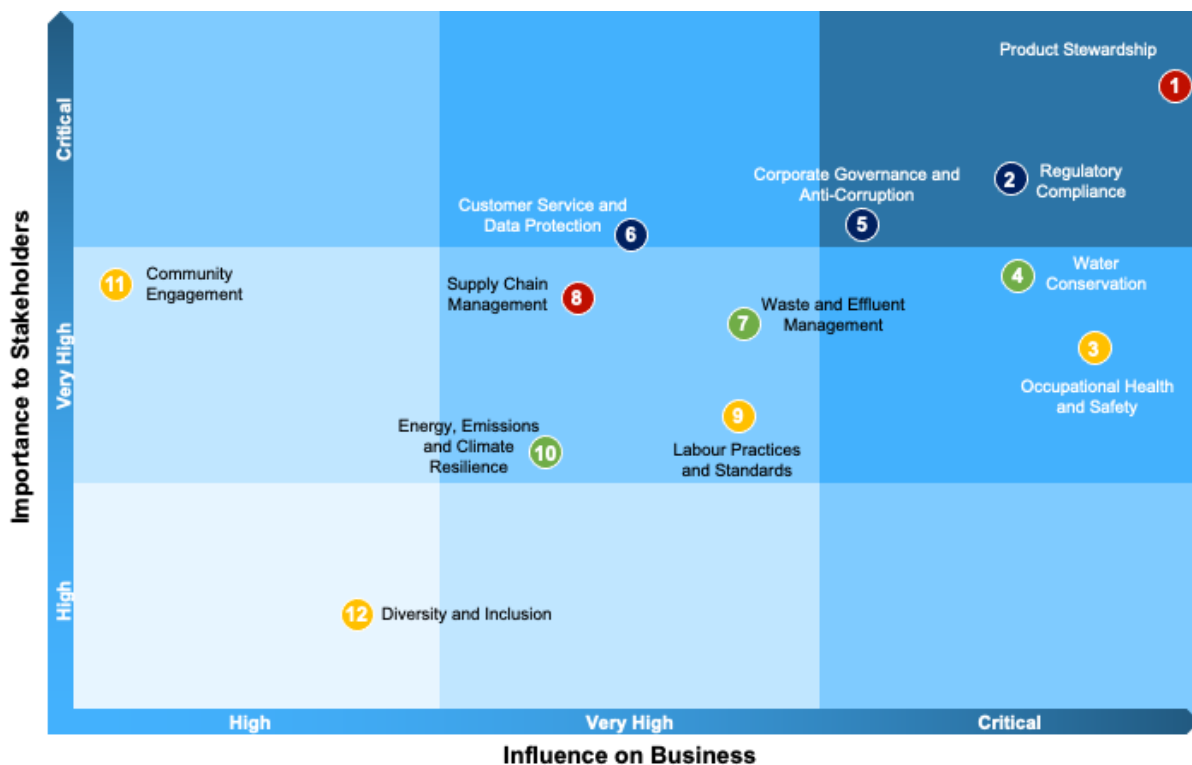 Product Stewardship
1
Critical
Corporate Governance and
Anti-Corruption
2
Regulatory
Compliance
Customer Service and
Data Protection
6
5
11
Community
Engagement
Supply Chain
Management
8
Waste and Effluent
Management
7
4
Water
Conservation
3
Occupational Health
and Safety
Importance to Stakeholders
Very High
Energy, Emissions
and Climate
Resilience
10
9
Labour Practices
and Standards
High
12
Diversity and Inclusion
High
Very High
Critical
Influence on Business